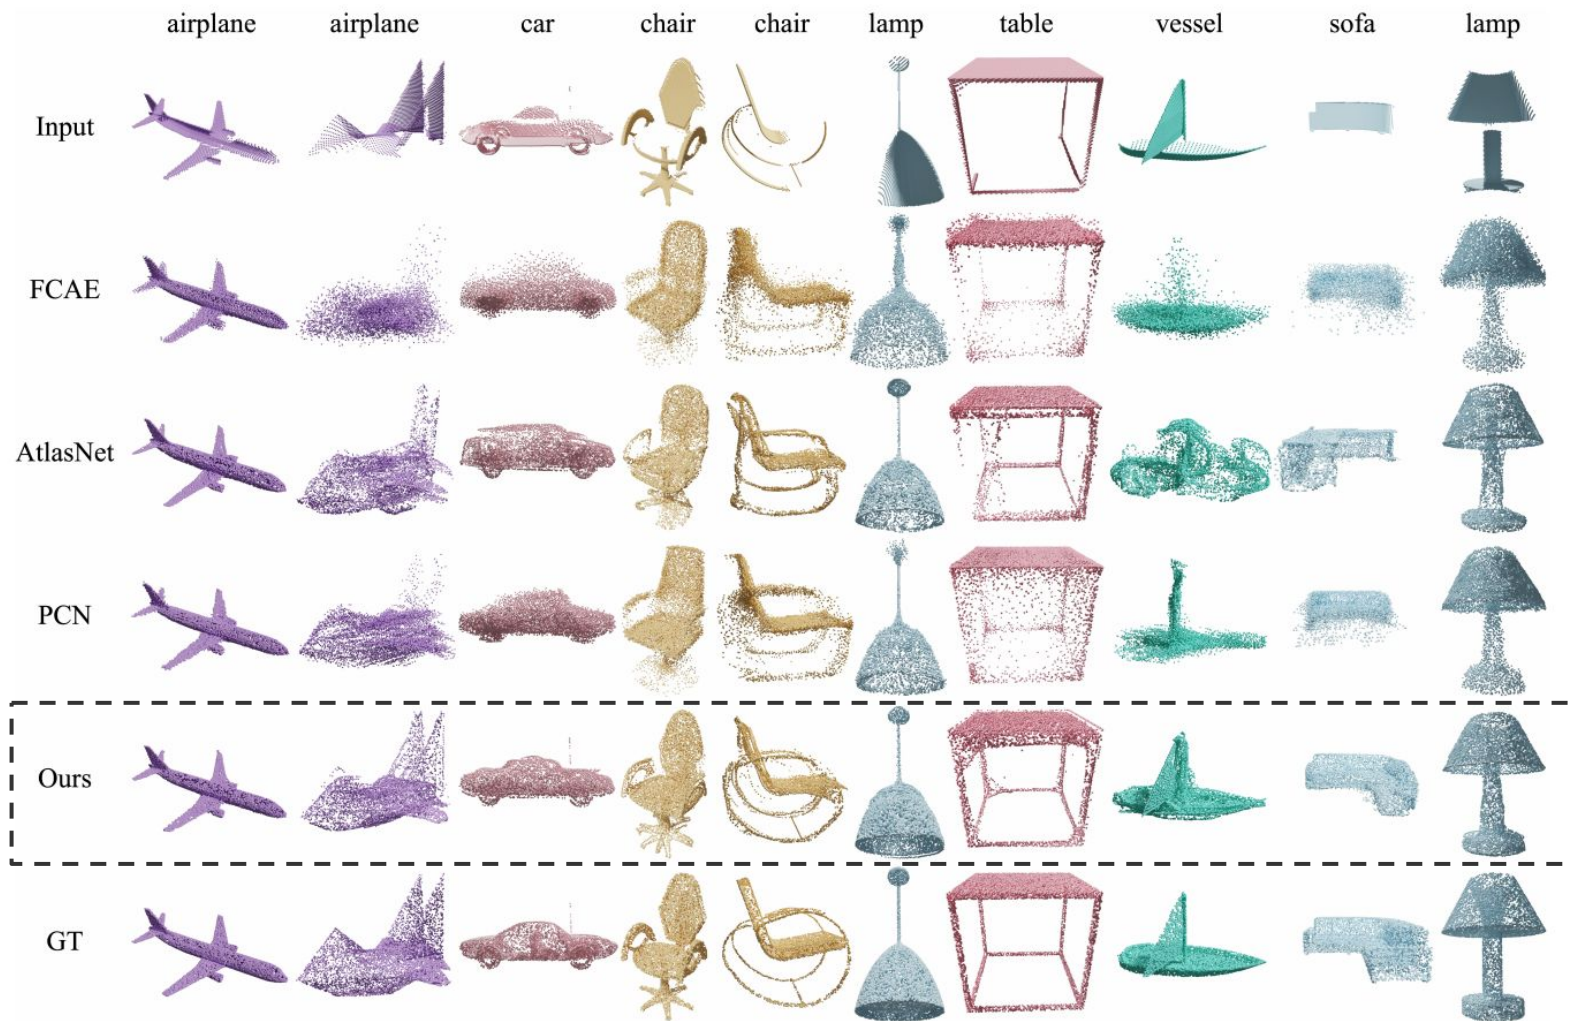 airplane airplane car chair chair lamp table vessel sofa lamp
Input
FCAE
AtlasNet
PCN
Ours
GT